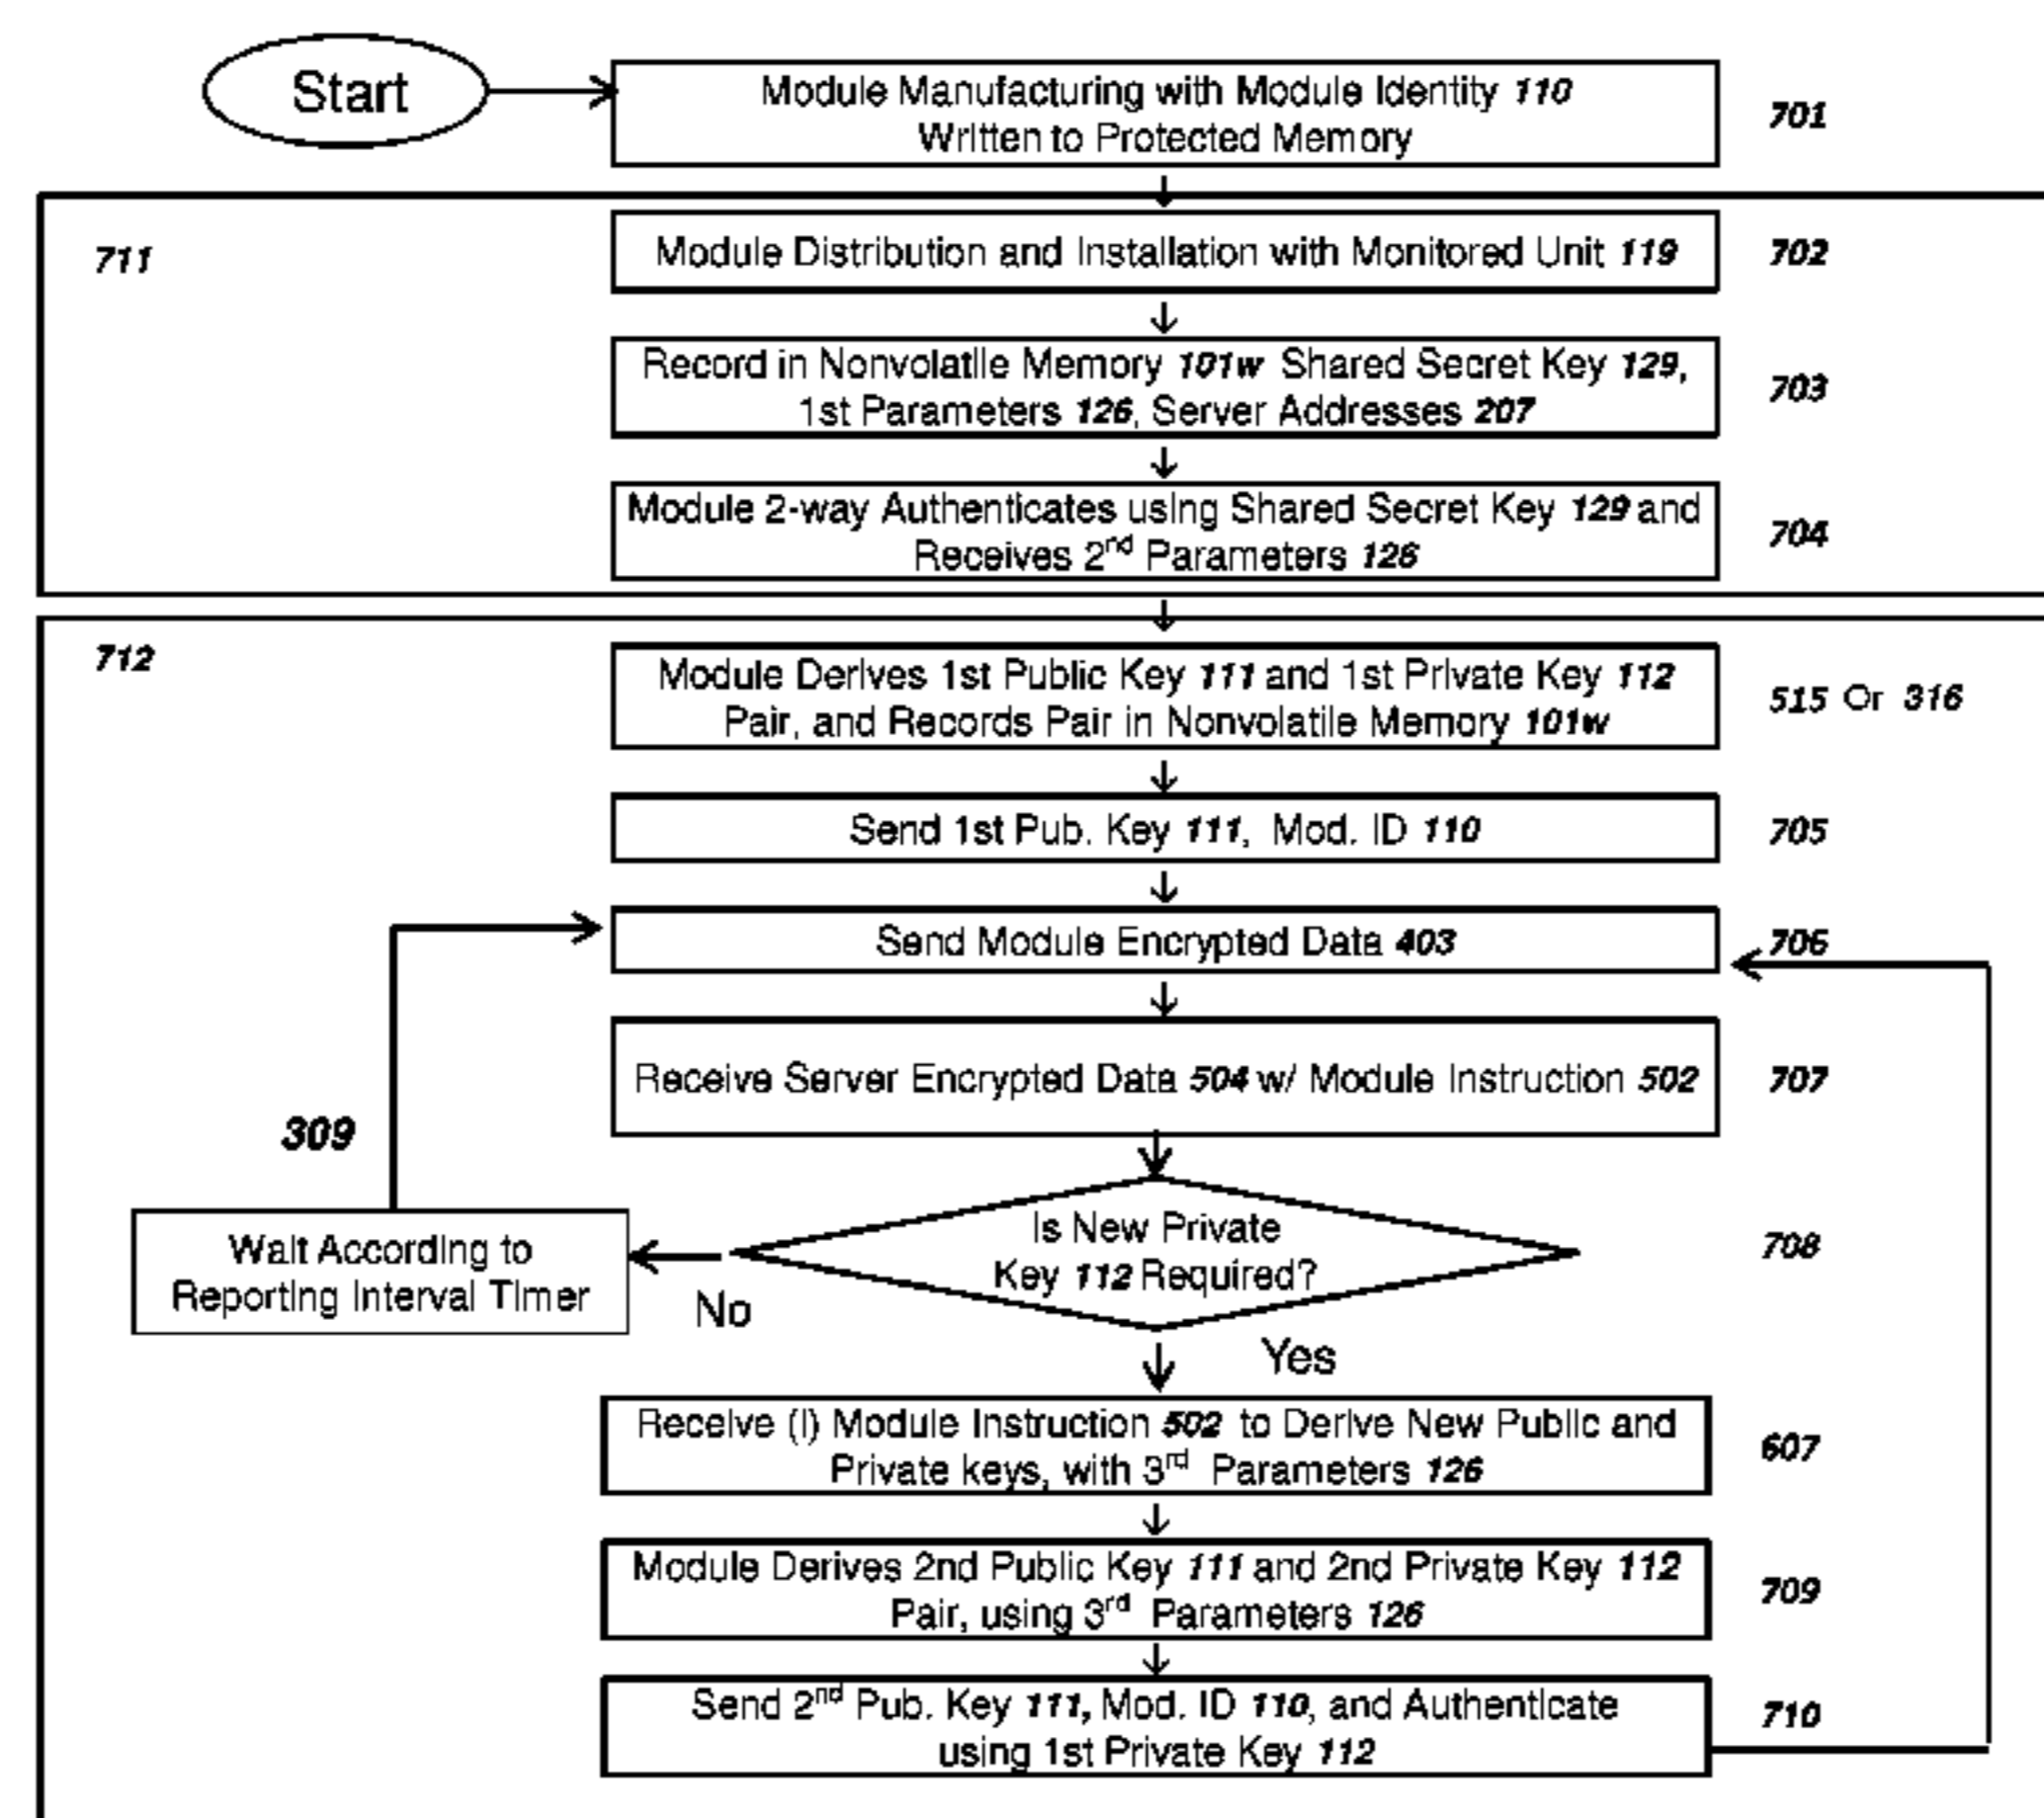 Start
Module Manufacturing with Module Identity 110
Written to Protected Memory
701
711
Module Distribution and Installation with Monitored Unit 119
702
Record in Nonvolatile Memory 101w Shared Secret Key 129,
1st Parameters 126, Server Addresses 207
703
Module 2-way Authenticates using Shared Secret Key 129 and
Receives 2nd Parameters 126
704
712
Module Derives 1st Public Key 111 and 1st Private Key 112
Pair, and Records Pair in Nonvolatile Memory 101w
515 Or 316
Send 1st Pub. Key 111, Mod. ID 110
705
Send Module Encrypted Data 403
706
Receive Server Encrypted Data 504 w/ Module Instruction 502
707
309
Wait According to
Reporting Interval Timer
No
Is New Private
Key 112 Required?
708
Yes
Receive (i) Module Instruction 502 to Derive New Public and
Private keys, with 3rd Parameters 126
607
Module Derives 2nd Public Key 111 and 2nd Private Key 112
Pair, using 3rd Parameters 126
709
Send 2nd Pub. Key 111, Mod. ID 110, and Authenticate
using 1st Private Key 112
710